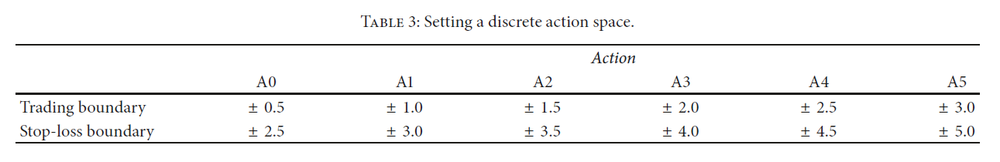 TABLE 3: Setting a discrete action space.
Action
A0 A1 A2 A3 A4 A5
Trading boundary ± 0.5 ± 1.0 ± 1.5 ± 2.0 ± 2.5 ± 3.0
Stop-loss boundary ± 2.5 ± 3.0 ± 3.5 ± 4.0 ± 4.5 ± 5.0